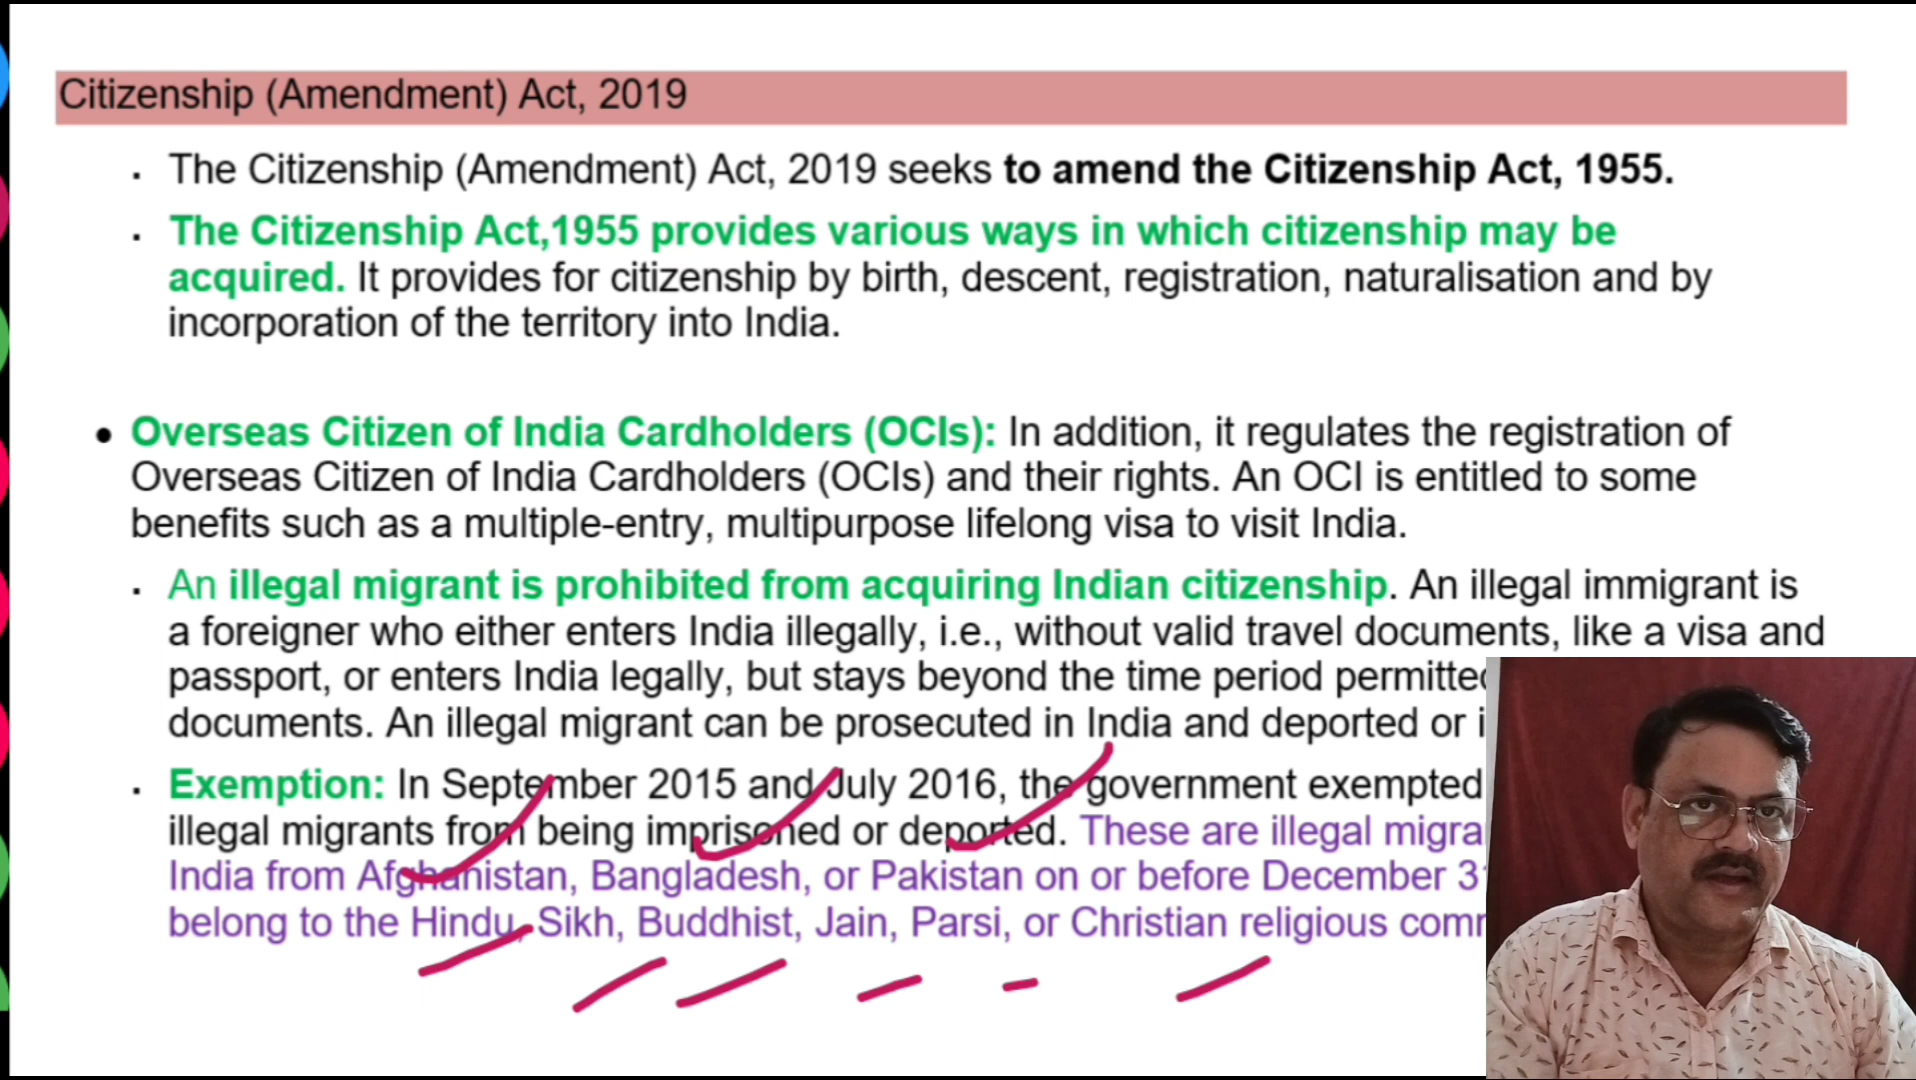 Citizenship (Amendment) Act, 2019
The Citizenship (Amendment) Act, 2019 seeks to amend the Citizenship Act, 1955.
The Citizenship Act,1955 provides various ways in which citizenship may be
acquired. It provides for citizenship by birth, descent, registration, naturalisation and by
incorporation of the territory into India.
Overseas Citizen of India Cardholders (OCIs): In addition, it regulates the registration of
Overseas Citizen of India Cardholders (OCIs) and their rights. An OCI is entitled to some
benefits such as a multiple-entry, multipurpose lifelong visa to visit India.
An illegal migrant is prohibited from acquiring Indian citizenship. An illegal immigrant is
a foreigner who either enters India illegally, i.e., without valid travel documents, like a visa and
passport, or enters India legally, but stays beyond the time period permitted
documents. An illegal migrant can be prosecuted in India and deported or
Exemption: In September 2015 and July 2016, the government exempted
illegal migrants from being imprisoned or deported. These are illegal
India from Afghanistan, Bangladesh, or Pakistan on or before December
belong to the Hindu, Sikh, Buddhist, Jain, Parsi, or Christian religious